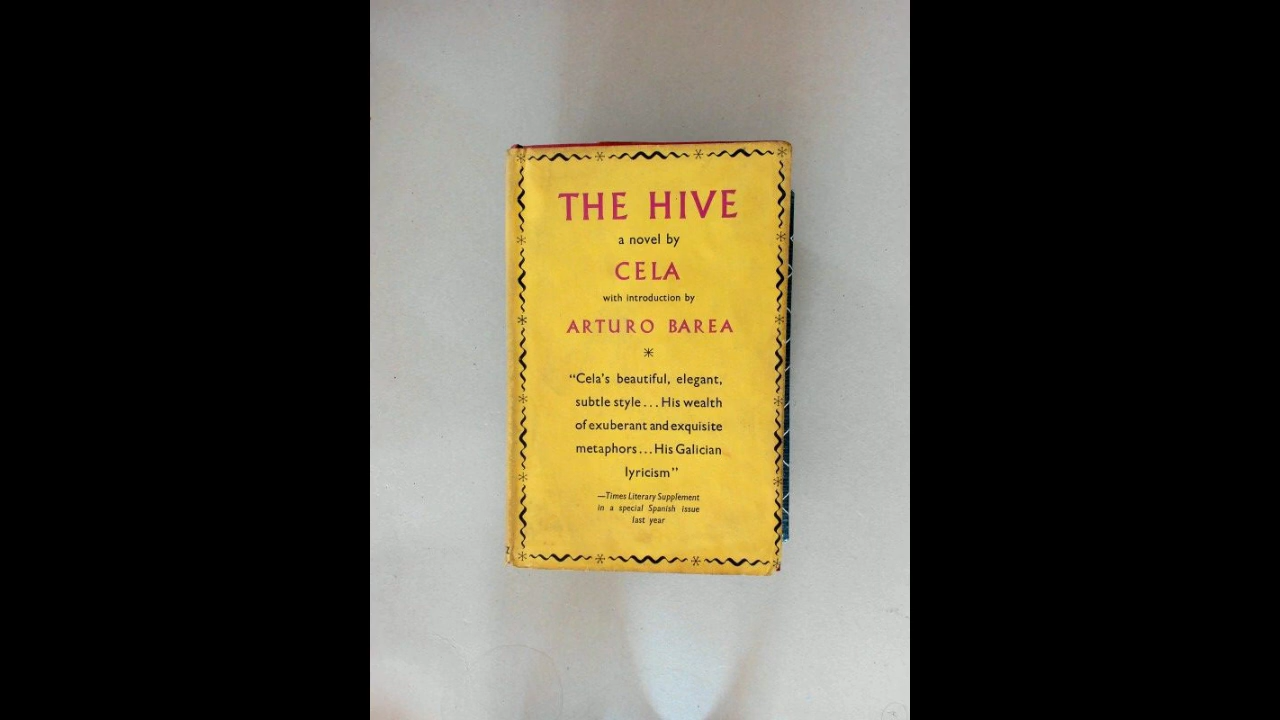 THE HIVE
a novel by
CELA
with introduction by
ARTURO BAREA
*
“Cela's beautiful, elegant,
subtle style...His wealth
of exuberant and exquisite
metaphors...His Galician
lyricism”
—Times Literary Supplement
in a special Spanish issue
last year